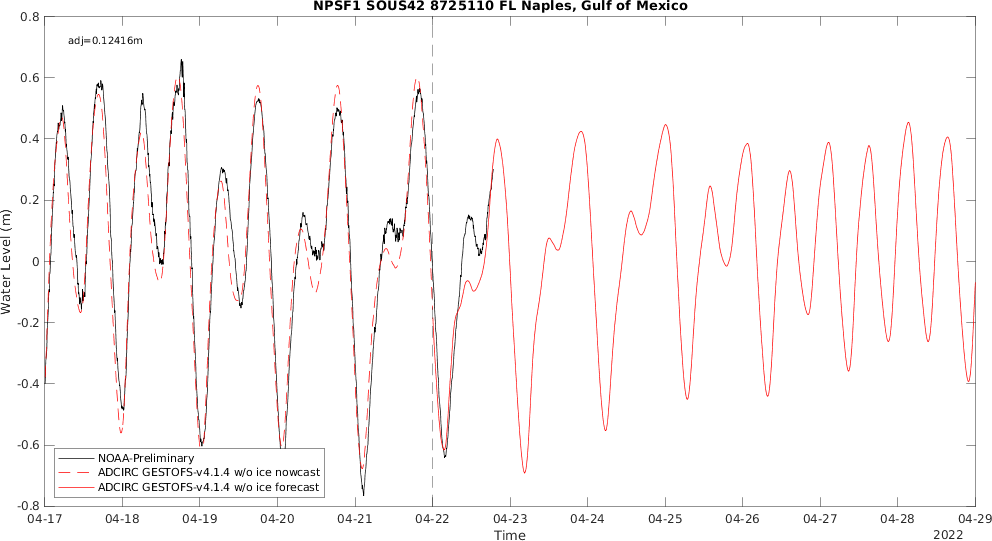 NPSF1 SOUS42 8725110 FL Naples, Gulf of Mexico
0.8
adj=0.12416m
0.6
0.4
0.2
0
-0.2
-0.4
-0.6
-0.8
Water Level (m)
NOAA-Preliminary
ADCIRC GESTOFS-v4.1.4 w/o ice nowcast
ADCIRC GESTOFS-v4.1.4 w/o ice forecast
04-17 04-18 04-19 04-20 04-21 04-22 04-23 04-24 04-25 04-26 04-27 04-28 04-29
Time
2022